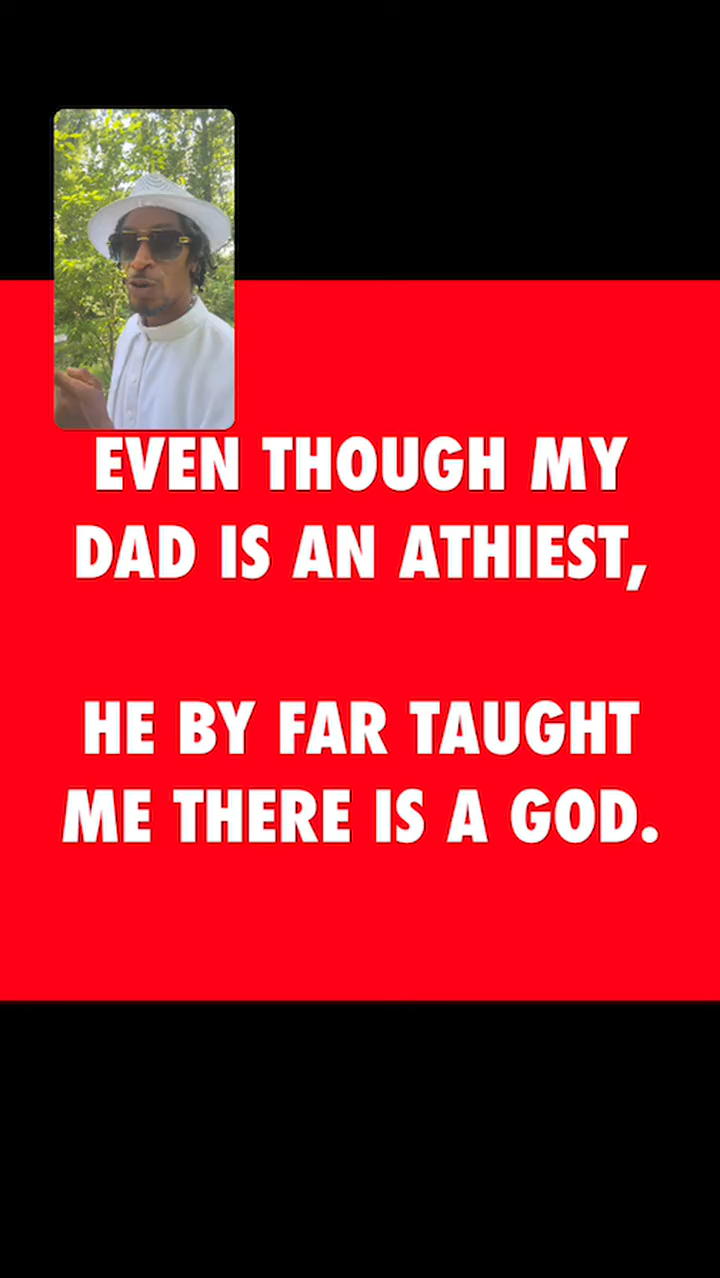 EVEN THOUGH MY
DAD IS AN ATHIEST,
HE BY FAR TAUGHT
ME THERE IS A GOD.